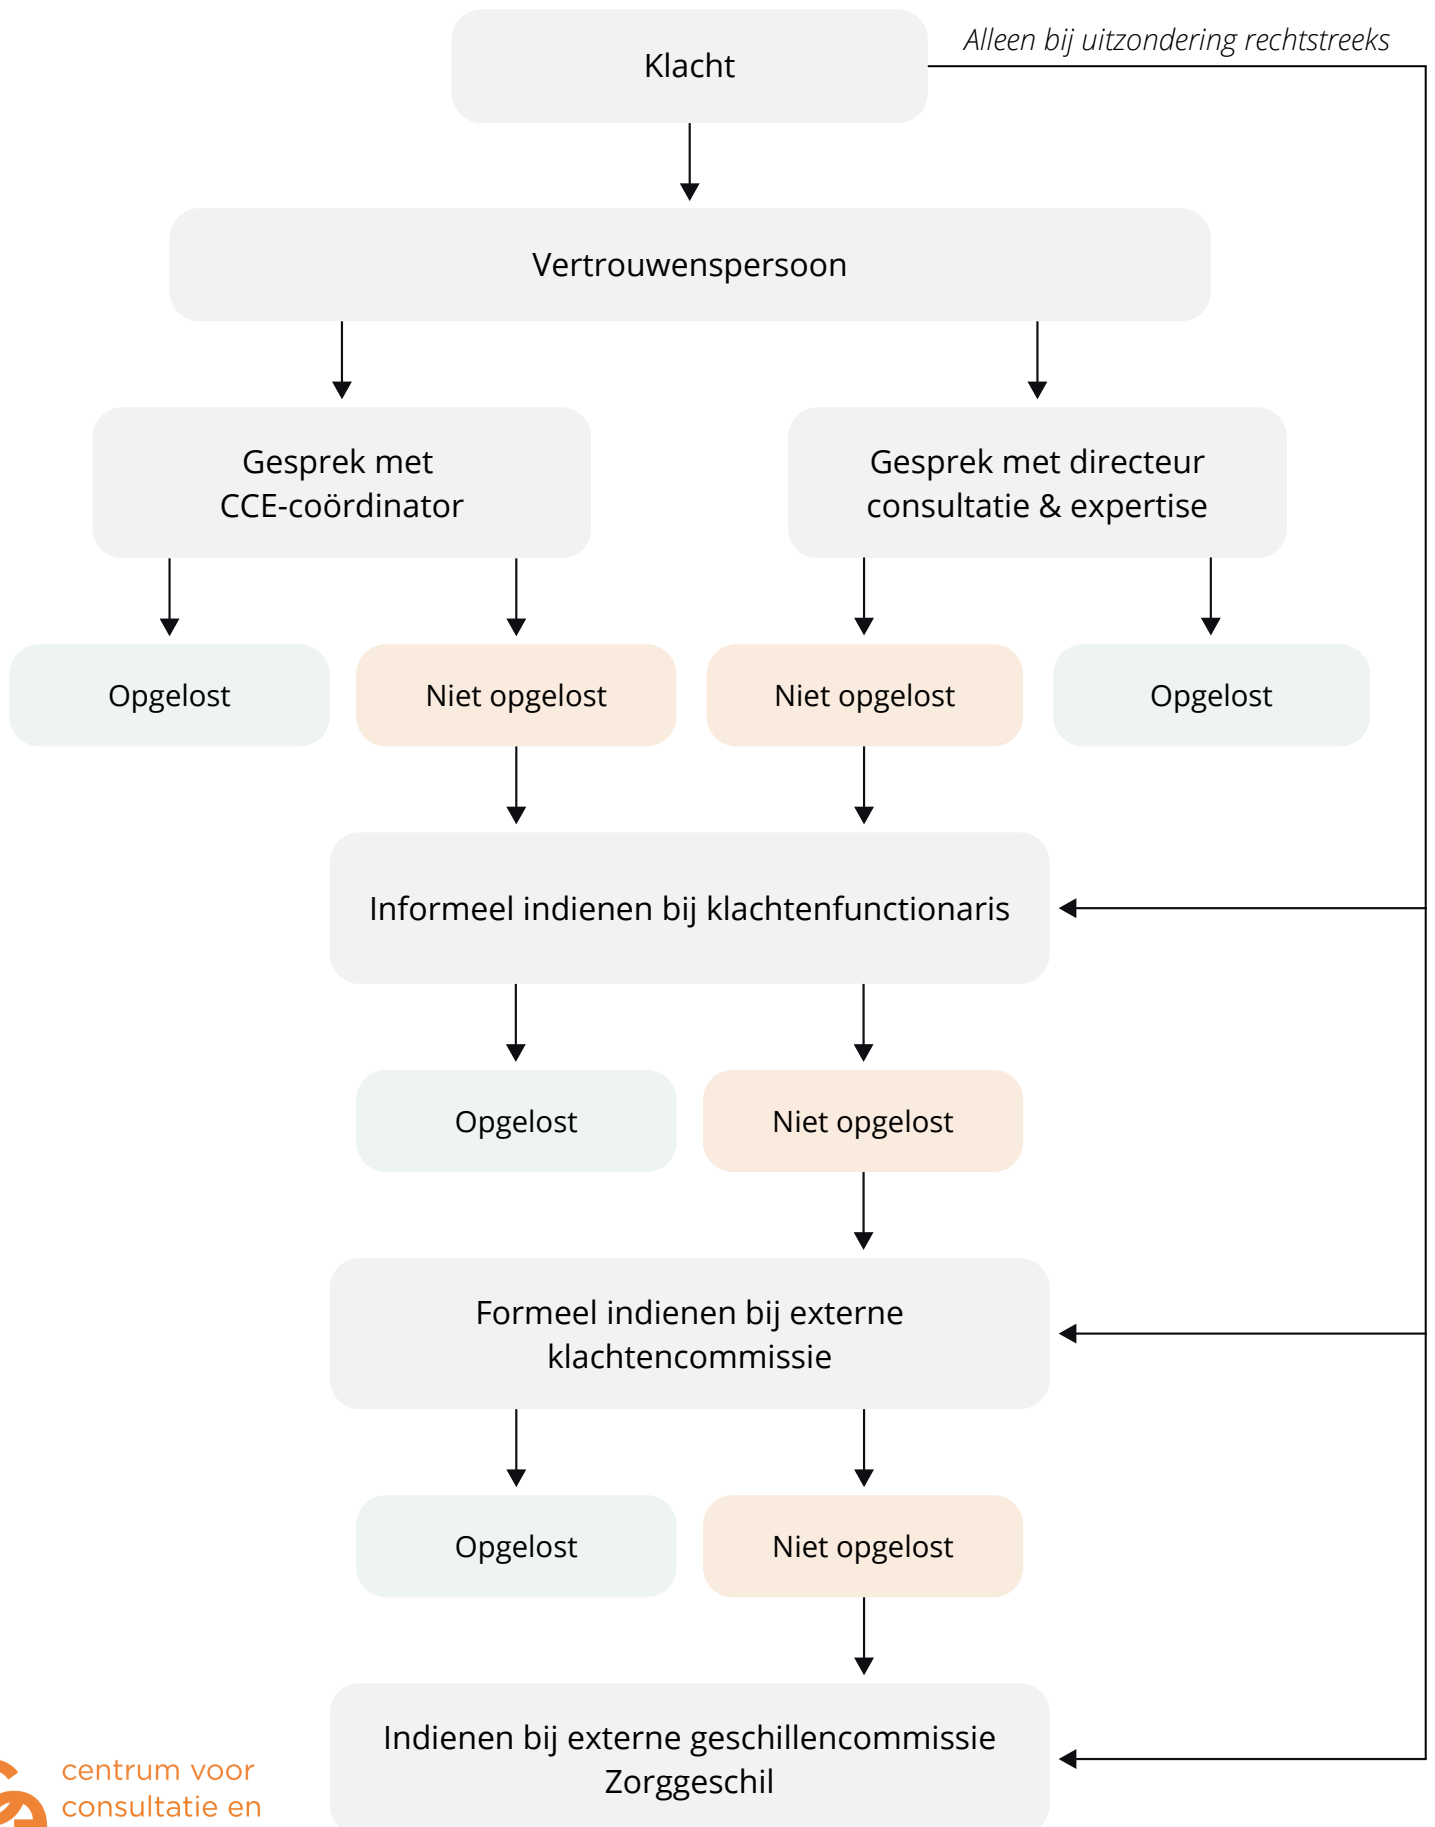 Klacht
Alleen bij uitzondering rechtstreeks
Vertrouwenspersoon
Gesprek met
CCE-coördinator
Gesprek met directeur
consultatie & expertise
Opgelost
Niet opgelost
Niet opgelost
Opgelost
Informeel indienen bij klachtenfunctionaris
Opgelost
Niet opgelost
Formeel indienen bij externe
klachtencommissie
Opgelost
Niet opgelost
Indienen bij externe geschillencommissie
Zorggeschil
centrum voor
consultatie en